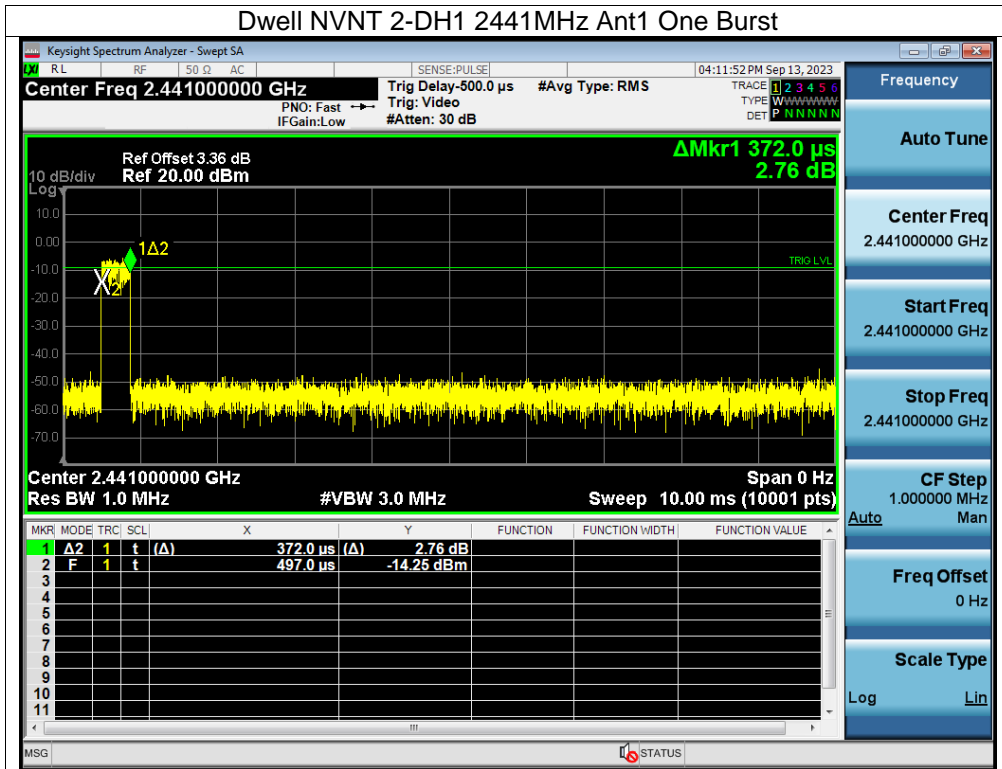 Dwell NVNT 2-DH1 2441MHz Ant1 One Burst
Keysight Spectrum Analyzer - Swept SA
LXI RL RF 50 Ω AC SENSE:PULSE 04:11:52 PM Sep 13, 2023
Center Freq 2.441000000 GHz Trig Delay-500.0 μs #Avg Type: RMS TRACE 1 2 3 4 5 6
PNO: Fast Trig: Video TYPE WWWWWW
IFGain:Low #Atten: 30 dB DET P N N N N N
ΔMkr1 372.0 μs
2.76 dB
Ref Offset 3.36 dB
10 dB/div Ref 20.00 dBm
Log
10.0
0.00
-10.0
-20.0
-30.0
-40.0
-50.0
-60.0
-70.0
1Δ2
X2
TRIG LVL
Center 2.441000000 GHz Span 0 Hz
Res BW 1.0 MHz #VBW 3.0 MHz Sweep 10.00 ms (10001 pts)
MKR MODE TRC SCL X Y FUNCTION FUNCTION WIDTH FUNCTION VALUE
1 Δ2 1 t (Δ) 372.0 μs (Δ) 2.76 dB
2 F 1 t 497.0 μs -14.25 dBm
3
4
5
6
7
8
9
10
11
MSG STATUS
Frequency
Auto Tune
Center Freq
2.441000000 GHz
Start Freq
2.441000000 GHz
Stop Freq
2.441000000 GHz
CF Step
1.000000 MHz
Auto Man
Freq Offset
0 Hz
Scale Type
Log Lin